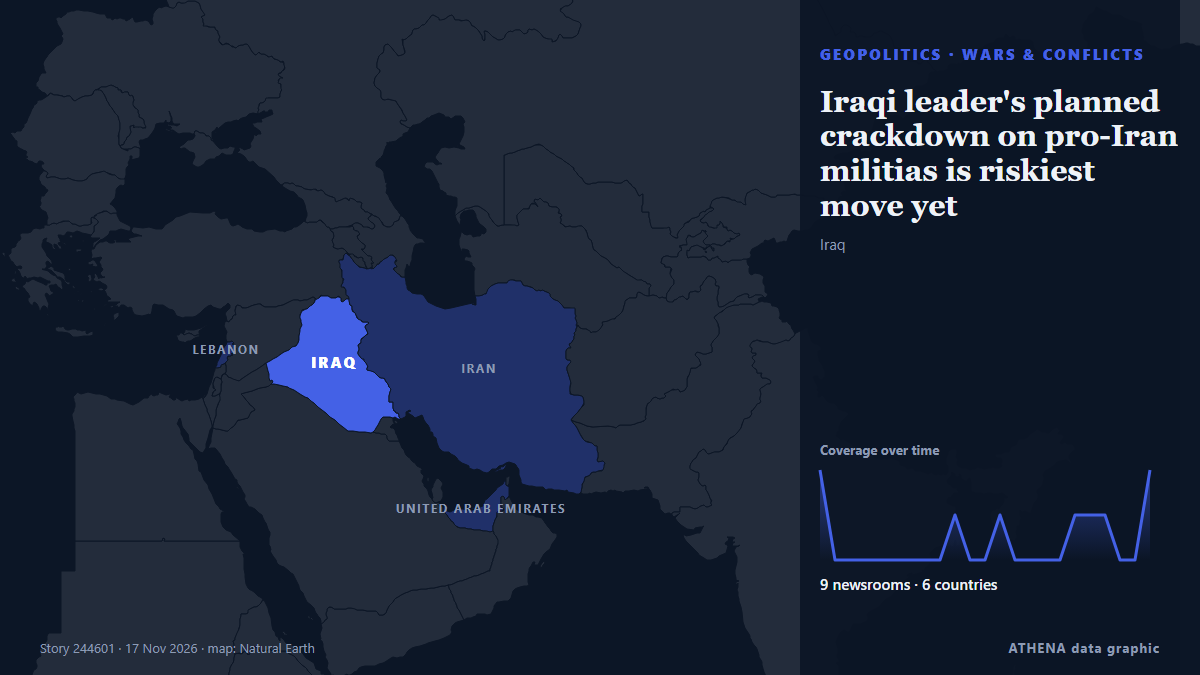 GEOPOLITICS · WARS & CONFLICTS
Iraqi leader's planned
crackdown on pro-Iran
militias is riskiest
move yet
Iraq
LEBANON
IRAQ
IRAN
UNITED ARAB EMIRATES
Coverage over time
9 newsrooms · 6 countries
Story 244601 · 17 Nov 2026 · map: Natural Earth
ATHENA data graphic